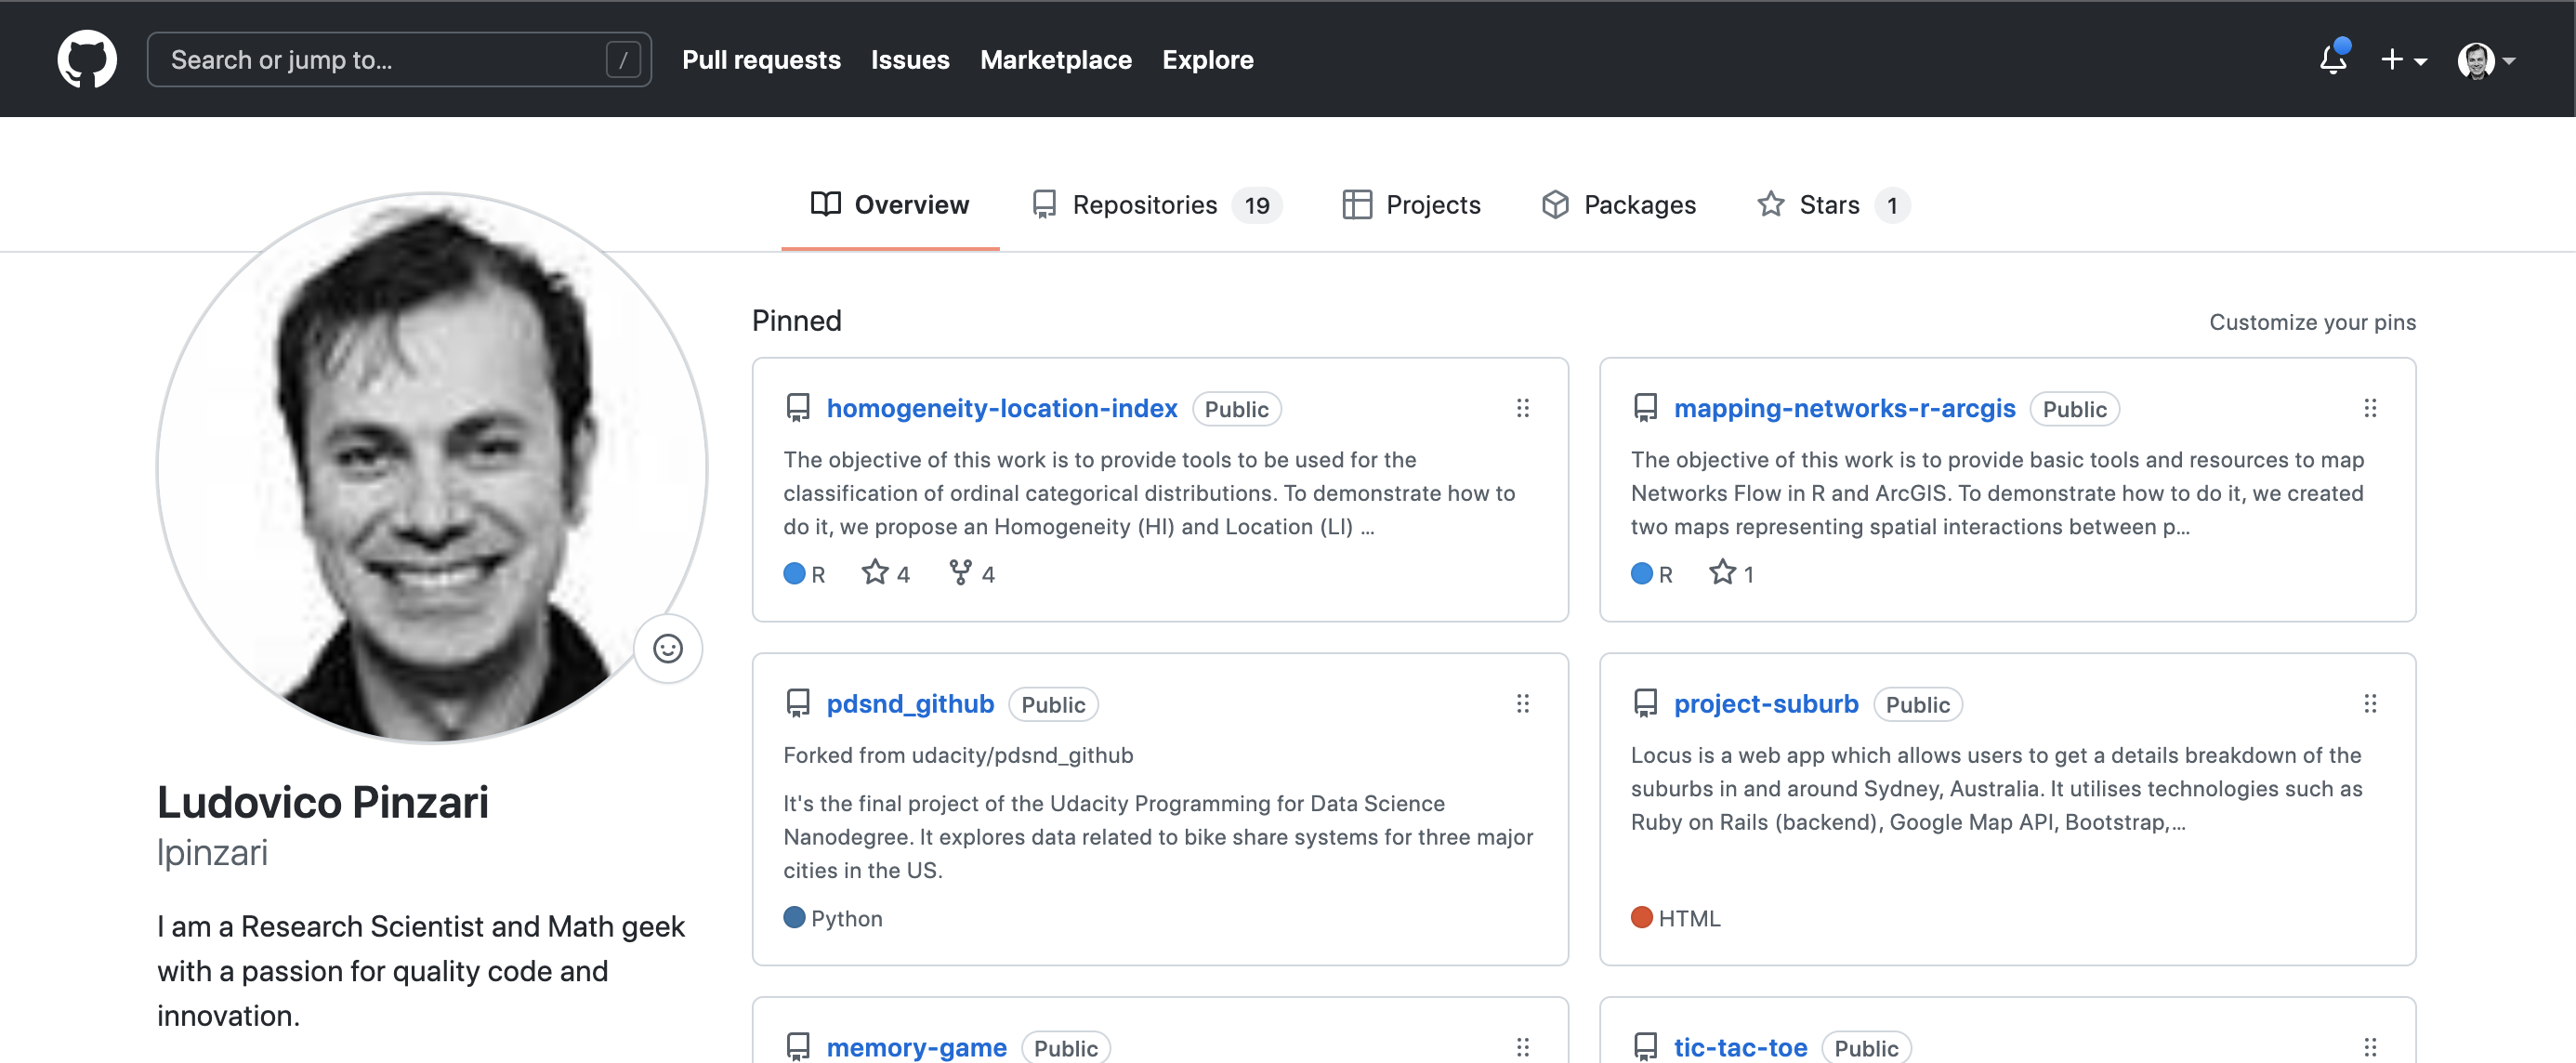 Search or jump to...
/
Pull requests Issues Marketplace Explore
Overview Repositories 19 Projects Packages Stars 1
Ludovico Pinzari
lpinzari
I am a Research Scientist and Math geek
with a passion for quality code and
innovation.
Pinned
Customize your pins
homogeneity-location-index Public
The objective of this work is to provide tools to be used for the
classification of ordinal categorical distributions. To demonstrate how to
do it, we propose an Homogeneity (HI) and Location (LI) ...
R 4 4
mapping-networks-r-arcgis Public
The objective of this work is to provide basic tools and resources to map
Networks Flow in R and ArcGIS. To demonstrate how to do it, we created
two maps representing spatial interactions between p...
R 1
pdsnd_github Public
Forked from udacity/pdsnd_github
It's the final project of the Udacity Programming for Data Science
Nanodegree. It explores data related to bike share systems for three major
cities in the US.
Python
project-suburb Public
Locus is a web app which allows users to get a details breakdown of the
suburbs in and around Sydney, Australia. It utilises technologies such as
Ruby on Rails (backend), Google Map API, Bootstrap,...
HTML
memory-game Public
tic-tac-toe Public